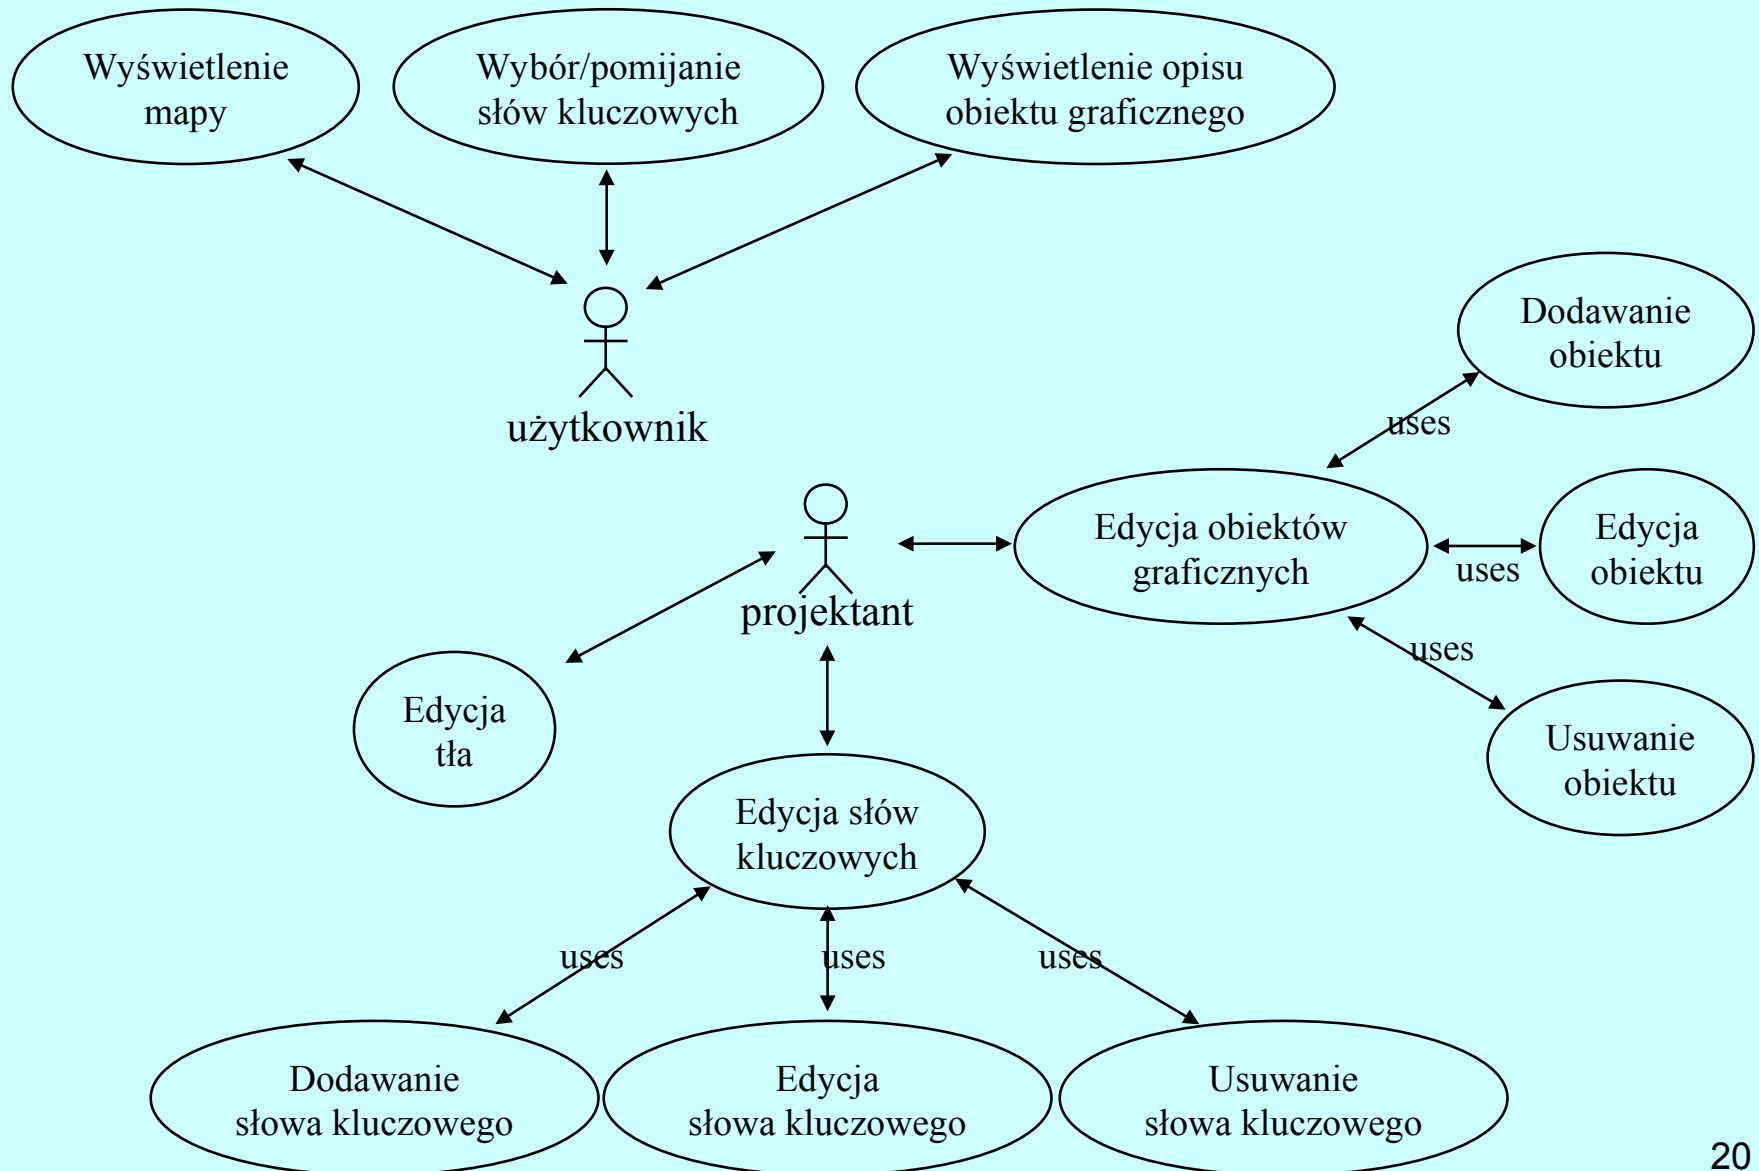 Wyświetlenie
mapy
Wybór/pomijanie
słów kluczowych
Wyświetlenie opisu
obiektu graficznego
użytkownik
Dodawanie
obiektu
uses
projektant
Edycja obiektów
graficznych
uses
Edycja
obiektu
uses
Usuwanie
obiektu
Edycja
tła
Edycja słów
kluczowych
uses
uses
uses
Dodawanie
słowa kluczowego
Edycja
słowa kluczowego
Usuwanie
słowa kluczowego
20